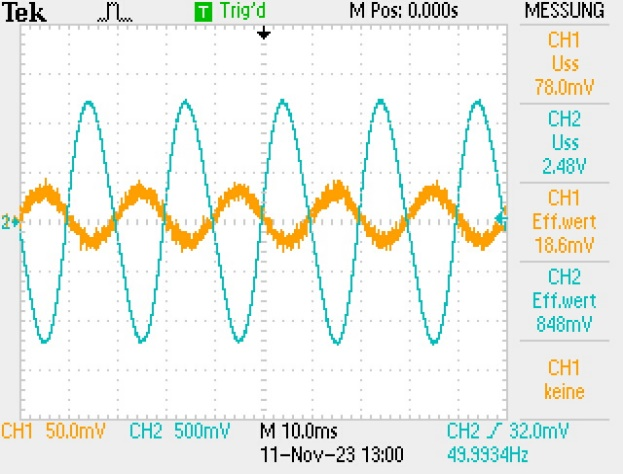 Tek T Trig'd M Pos: 0.000s MESSUNG
CH1
Uss
78.0mV
CH2
Uss
2.48V
CH1
Eff.wert
18.6mV
CH2
Eff.wert
848mV
CH1
keine
2
CH1 50.0mV CH2 500mV M 10.0ms CH2 32.0mV
11-Nov-23 13:00 49.9934Hz